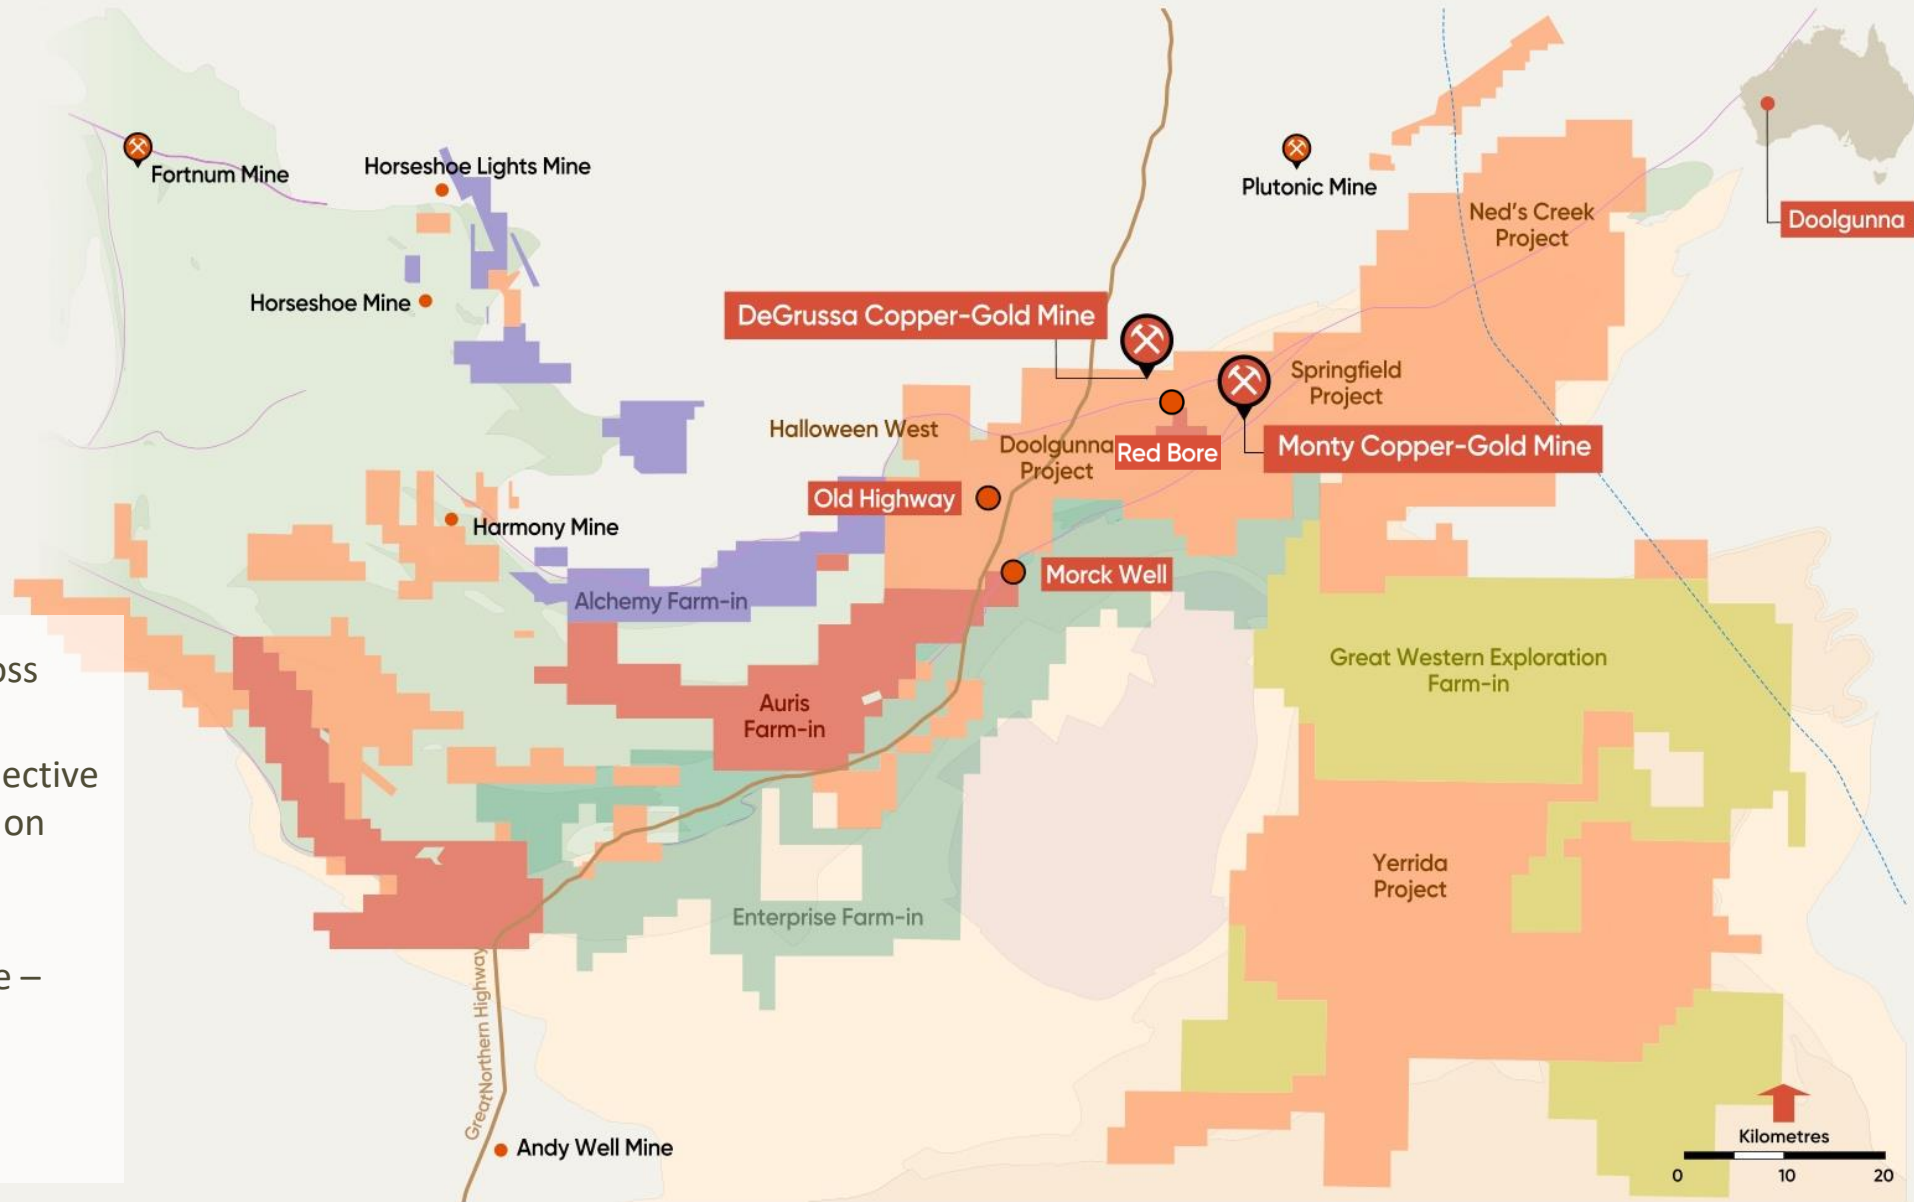 Fortnum Mine
Horseshoe Lights Mine
Plutonic Mine
Ned's Creek
Project
Doolgunna
Horseshoe Mine
DeGrussa Copper-Gold Mine
Springfield
Project
Halloween West
Doolgunna
Project
Red Bore
Monty Copper-Gold Mine
Old Highway
Harmony Mine
Morck Well
Alchemy Farm-in
oss
Great Western Exploration
Farm-in
Auris
Farm-in
ective
on
Yerrida
Project
Enterprise Farm-in
e –
Great Northern Highway
Andy Well Mine
Kilometres
0 10 20